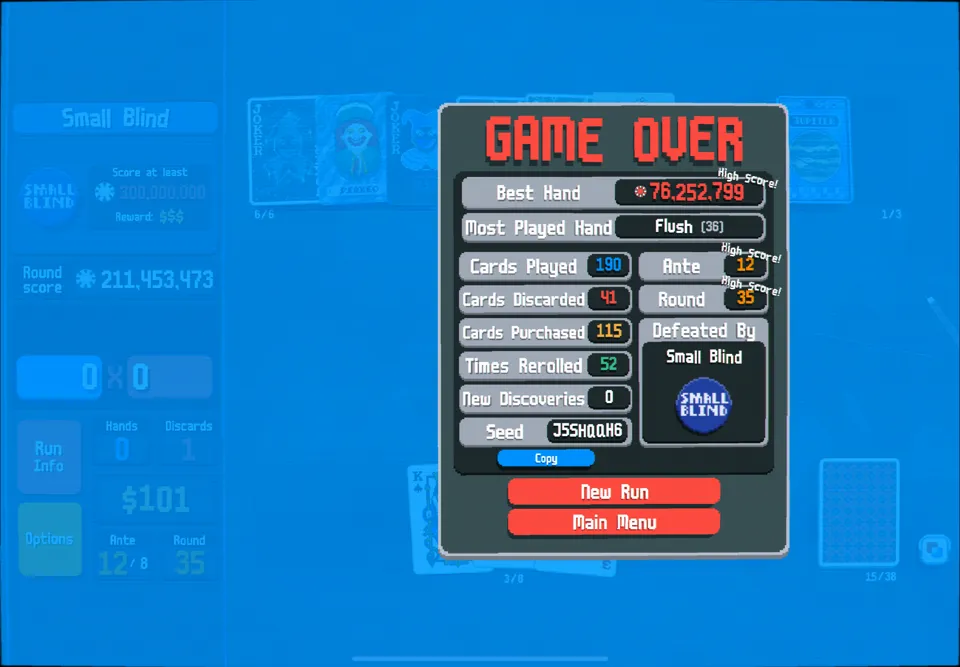 Small Blind
SMALL
BLIND
Score at least
300,000,000
Reward: $$$
Round
score
211,453,473
0 X 0
Run
Info
Hands
0
Discards
1
$101
Options
Ante
12 / 8
Round
35
JOKER
6/6
JUPITER
1/3
GAME OVER
Best Hand
76,252,799
High Score!
Most Played Hand
Flush [36]
Cards Played
190
Ante
12
High Score!
Cards Discarded
41
Round
35
High Score!
Cards Purchased
115
Defeated By
Small Blind
SMALL
BLIND
Times Rerolled
52
New Discoveries
0
Seed
J5SHQQH6
Copy
New Run
Main Menu
K
3/8
15/38